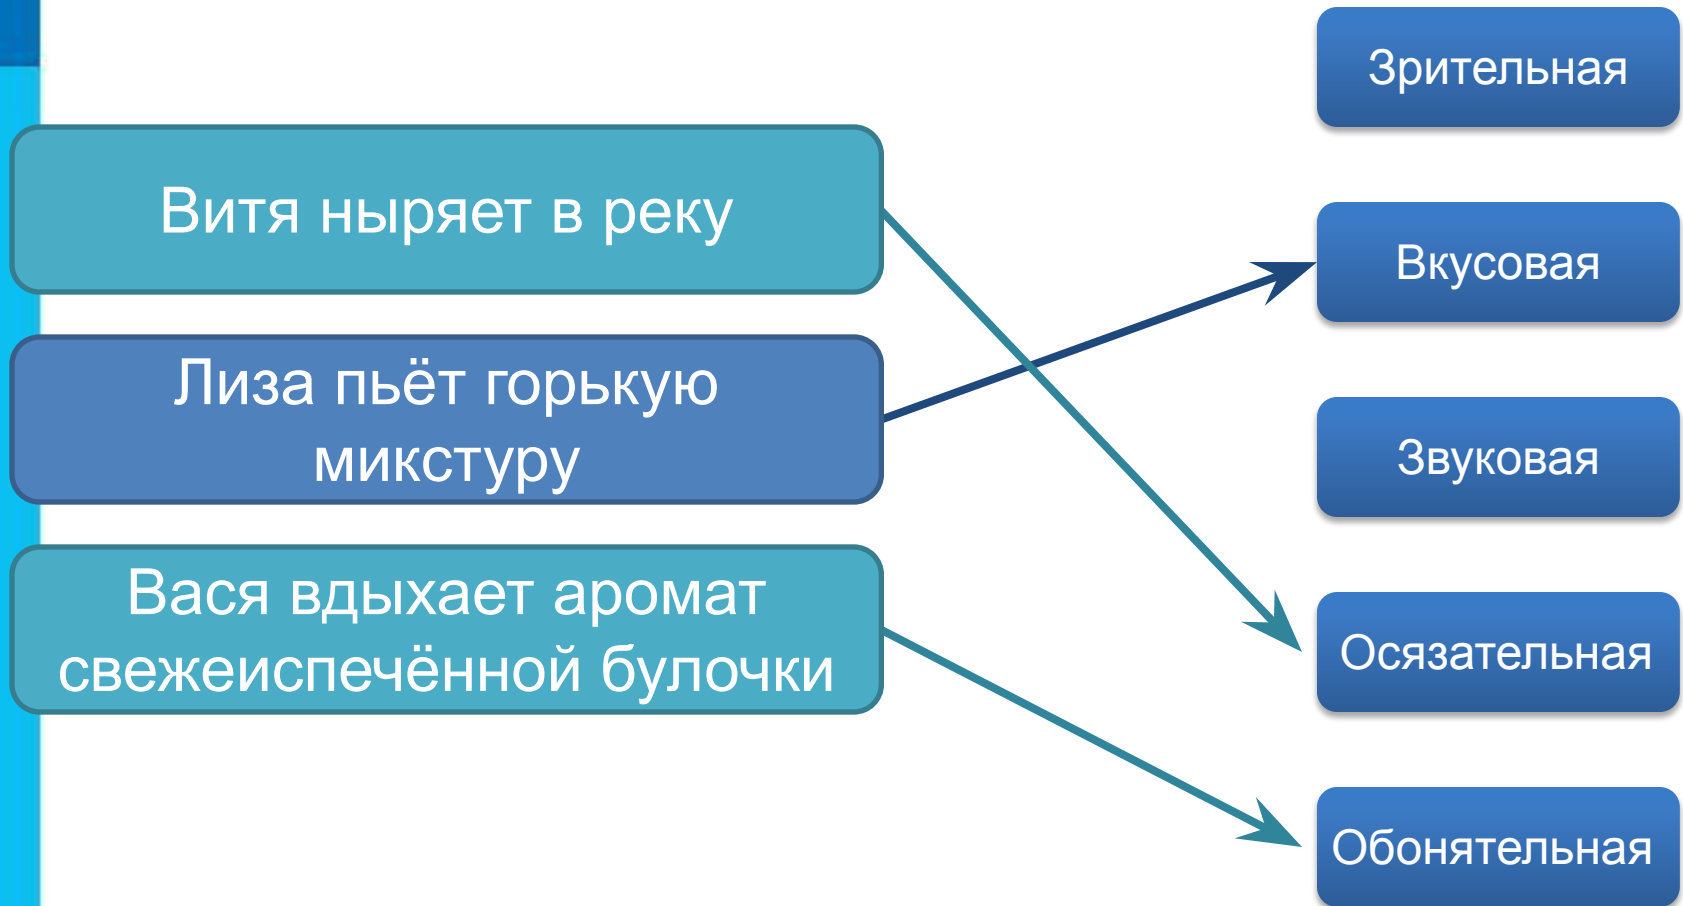 Витя ныряет в реку
Лиза пьёт горькую
микстуру
Вася вдыхает аромат
свежеиспечённой булочки
Зрительная
Вкусовая
Звуковая
Осязательная
Обонятельная